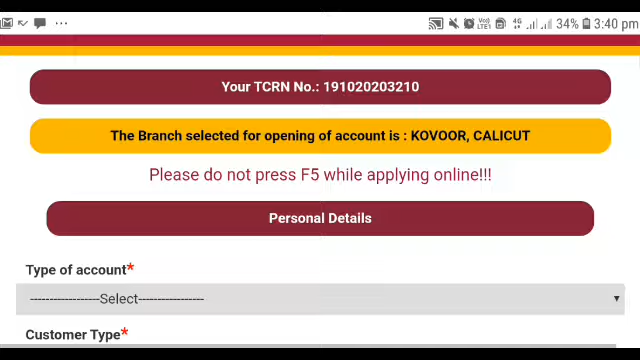 4G 34% 3:40 pm
Your TCRN No.: 191020203210
The Branch selected for opening of account is : KOVOOR, CALICUT
Please do not press F5 while applying online!!!
Personal Details
Type of account*
-----------------Select-----------------
Customer Type*